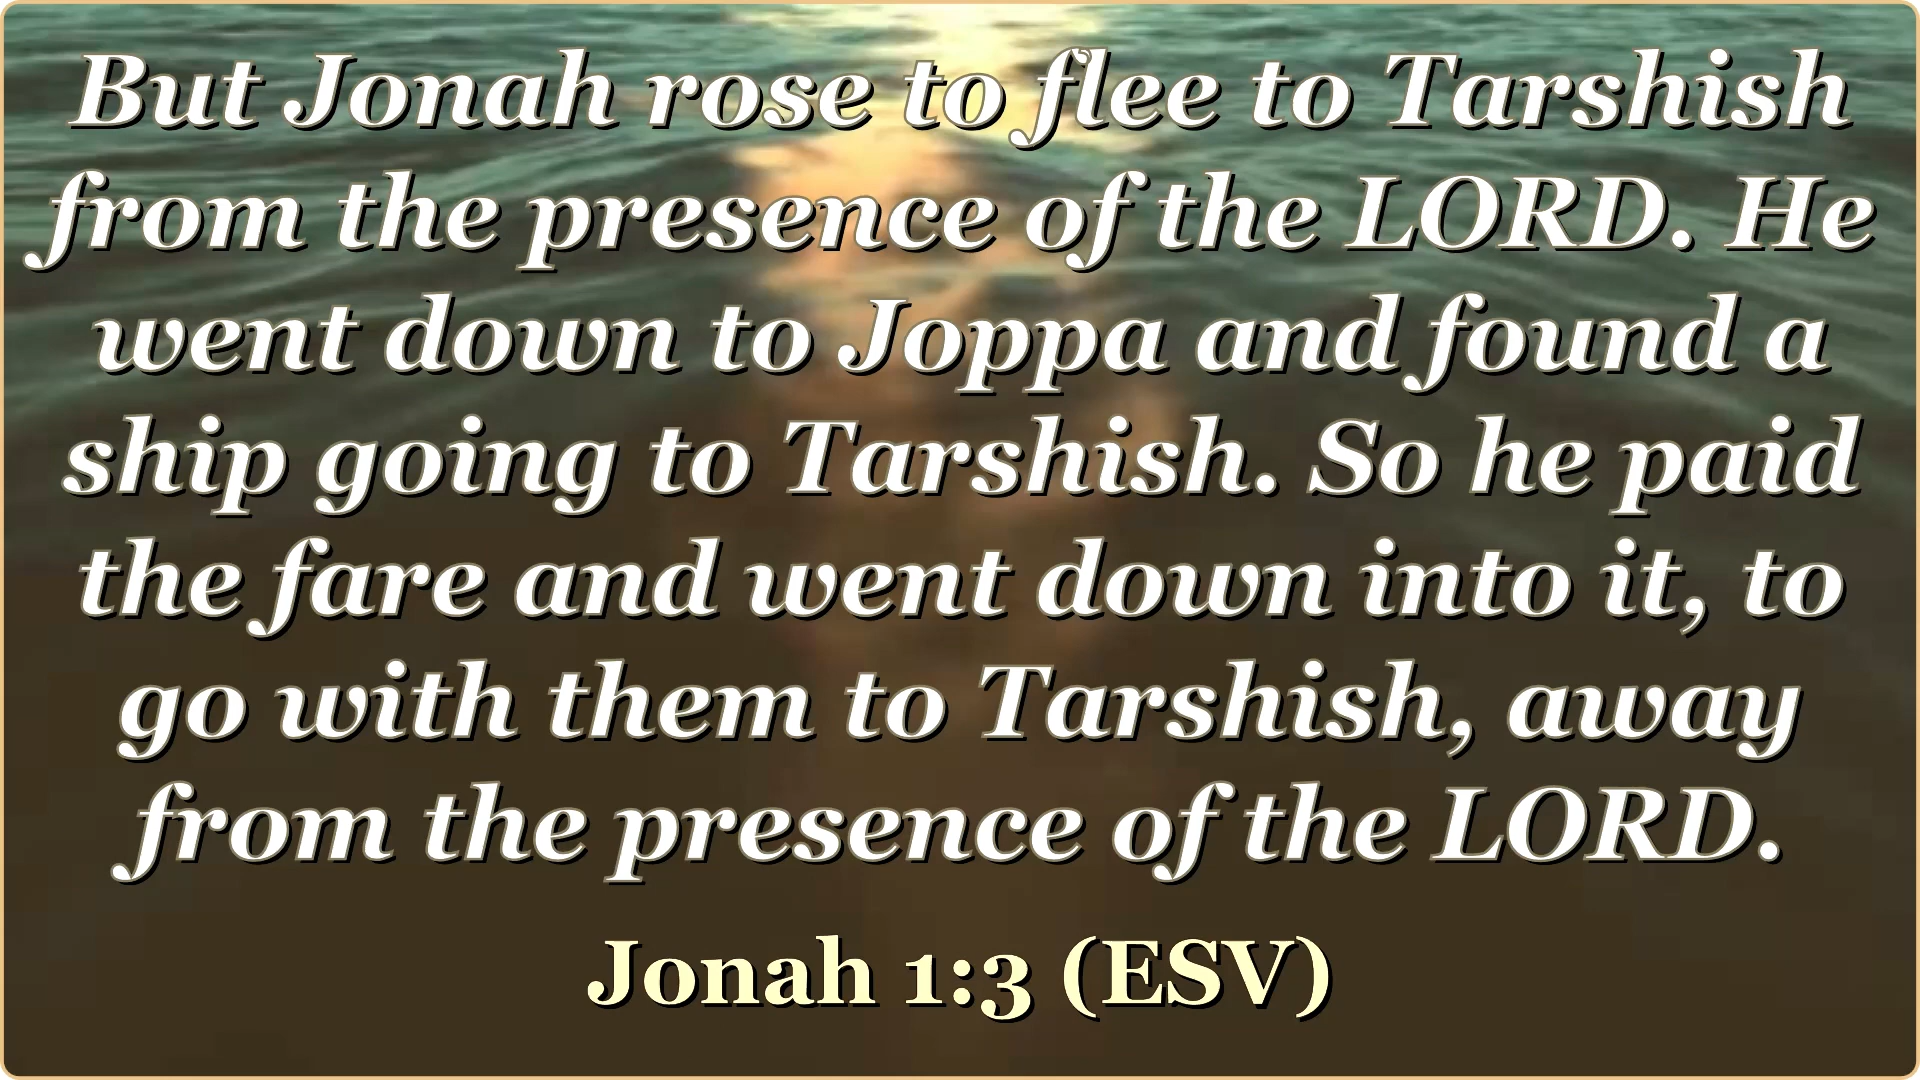 But Jonah rose to flee to Tarshish
from the presence of the LORD. He
went down to Joppa and found a
ship going to Tarshish. So he paid
the fare and went down into it, to
go with them to Tarshish, away
from the presence of the LORD.
Jonah 1:3 (ESV)